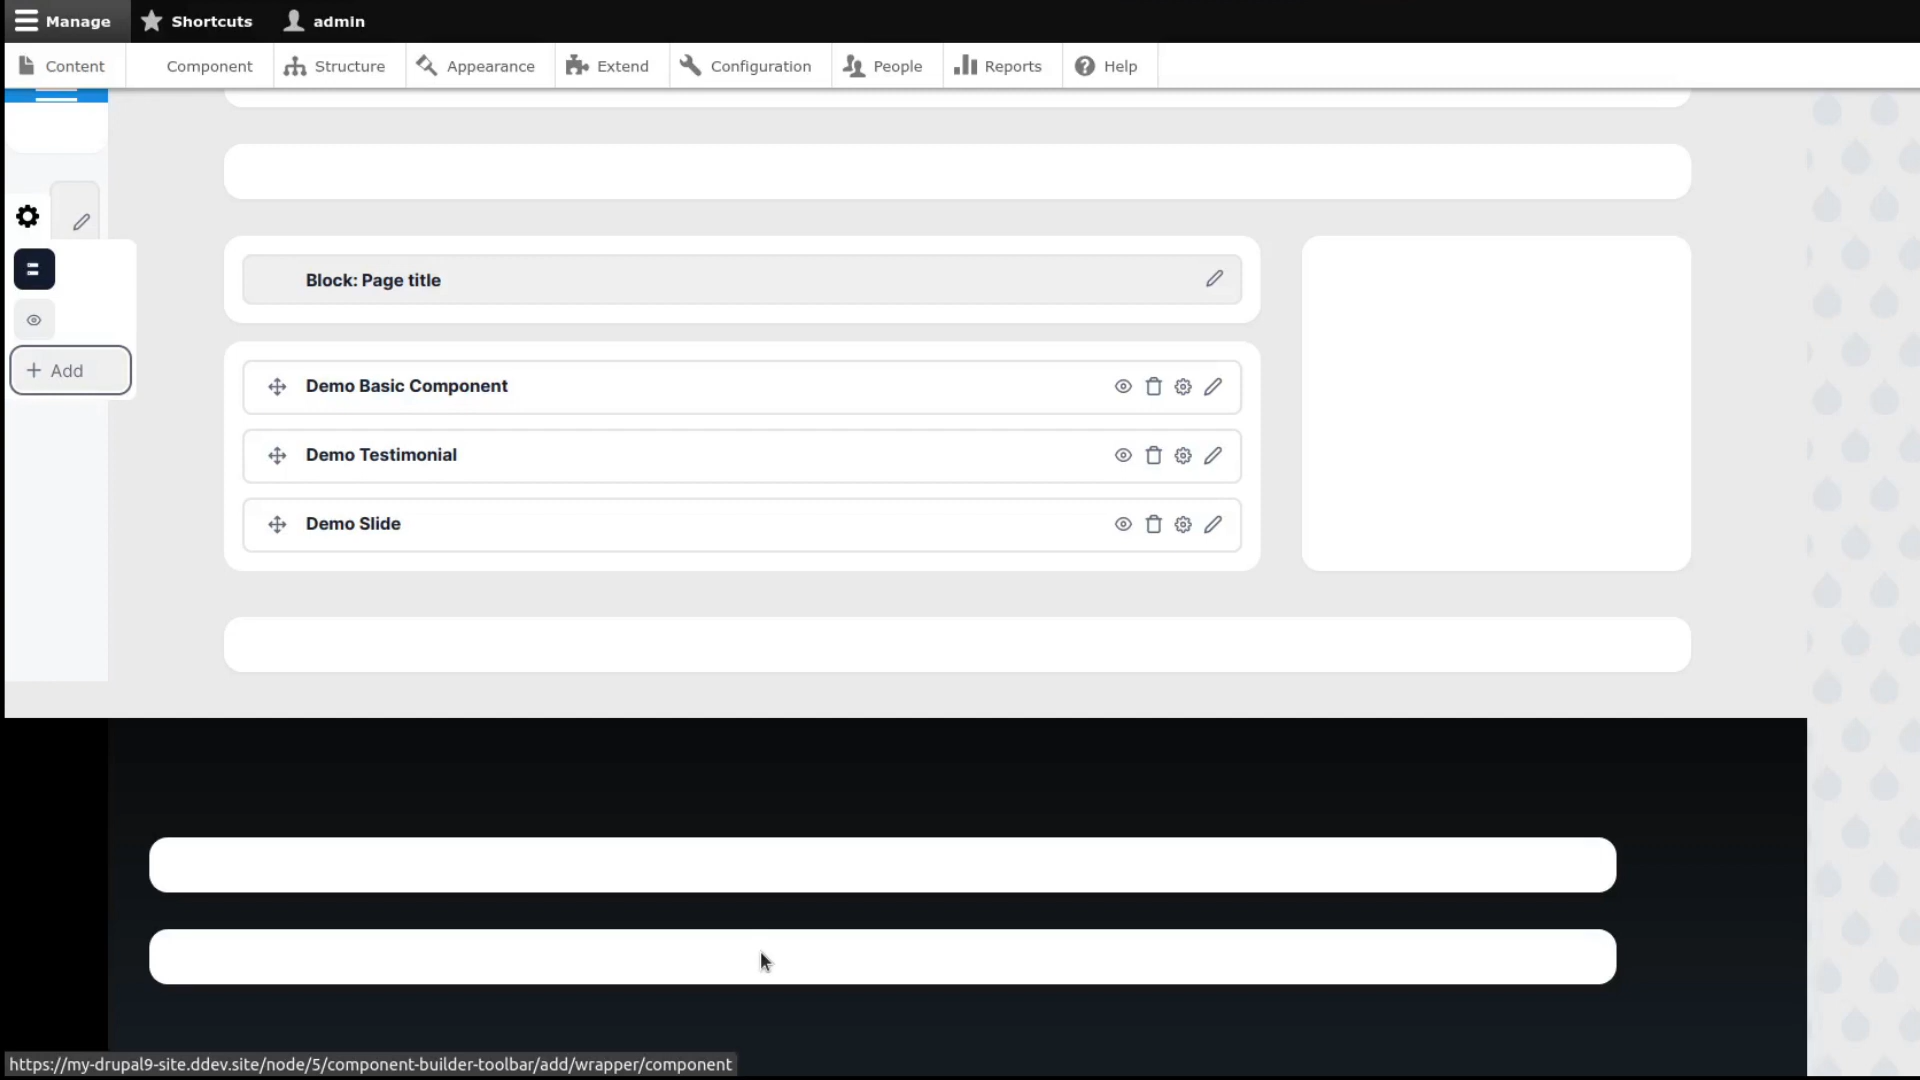 Manage Shortcuts admin
Content Component Structure Appearance Extend Configuration People Reports Help
Block: Page title
+ Add
Demo Basic Component
Demo Testimonial
Demo Slide
https://my-drupal9-site.ddev.site/node/5/component-builder-toolbar/add/wrapper/component